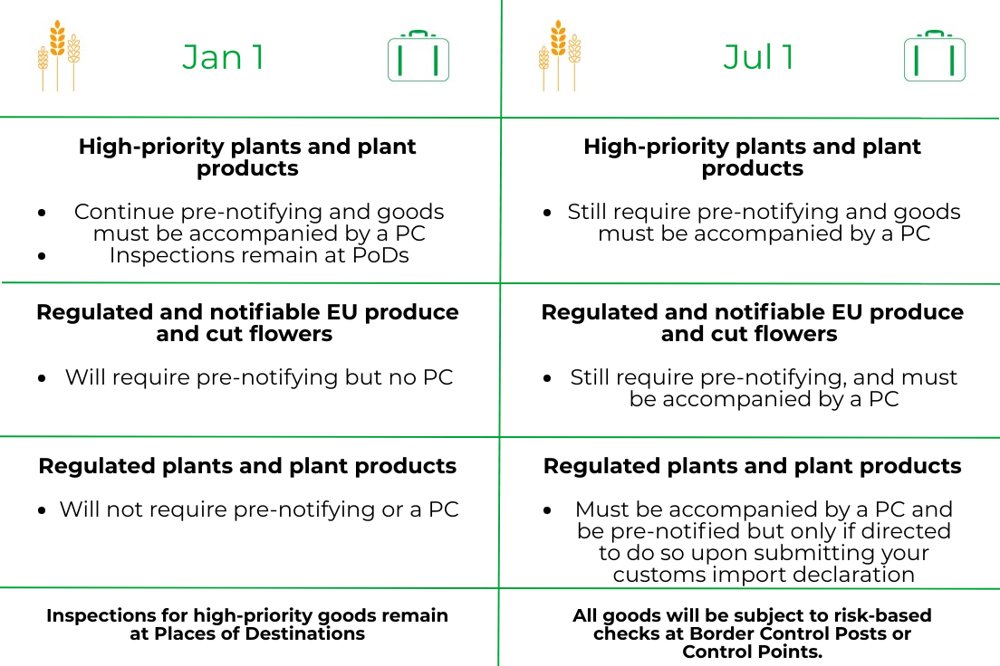 Jan 1
High-priority plants and plant
products
• Continue pre-notifying and goods
must be accompanied by a PC
• Inspections remain at PoDs
Regulated and notifiable EU produce
and cut flowers
• Will require pre-notifying but no PC
Regulated plants and plant products
• Will not require pre-notifying or a PC
Inspections for high-priority goods remain
at Places of Destinations
Jul 1
High-priority plants and plant
products
• Still require pre-notifying and goods
must be accompanied by a PC
Regulated and notifiable EU produce
and cut flowers
• Still require pre-notifying, and must
be accompanied by a PC
Regulated plants and plant products
• Must be accompanied by a PC and
be pre-notified but only if directed
to do so upon submitting your
customs import declaration
All goods will be subject to risk-based
checks at Border Control Posts or
Control Points.